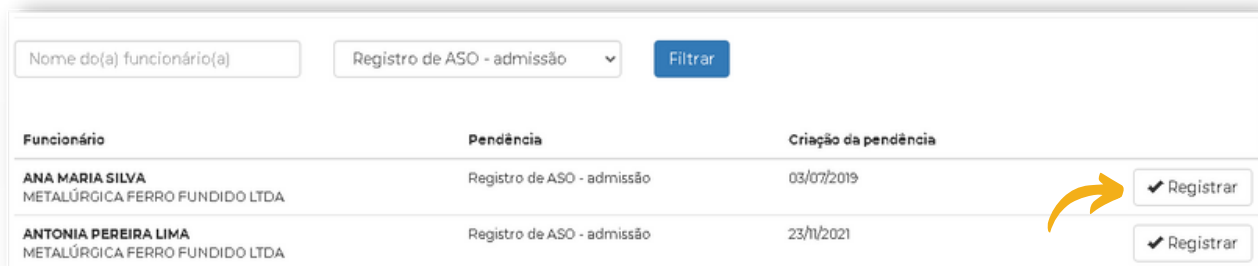 Nome do(a) funcionário(a) Registro de ASO - admissão Filtrar
Funcionário Pendência Criação da pendência
ANA MARIA SILVA Registro de ASO - admissão 03/07/2019 Registrar
METALÚRGICA FERRO FUNDIDO LTDA
ANTONIA PEREIRA LIMA Registro de ASO - admissão 23/11/2021 Registrar
METALÚRGICA FERRO FUNDIDO LTDA